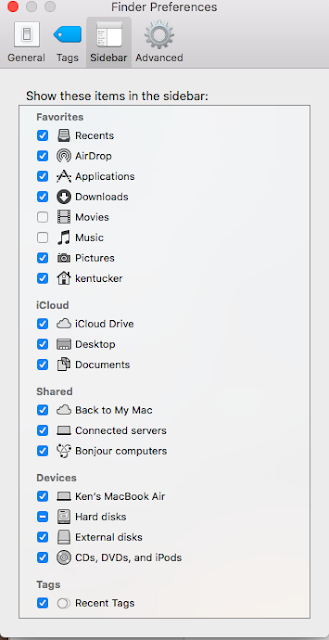 Finder Preferences
General Tags Sidebar Advanced
Show these items in the sidebar:
Favorites
Recents
AirDrop
Applications
Downloads
Movies
Music
Pictures
kentucker
iCloud
iCloud Drive
Desktop
Documents
Shared
Back to My Mac
Connected servers
Bonjour computers
Devices
Ken's MacBook Air
Hard disks
External disks
CDs, DVDs, and iPods
Tags
Recent Tags